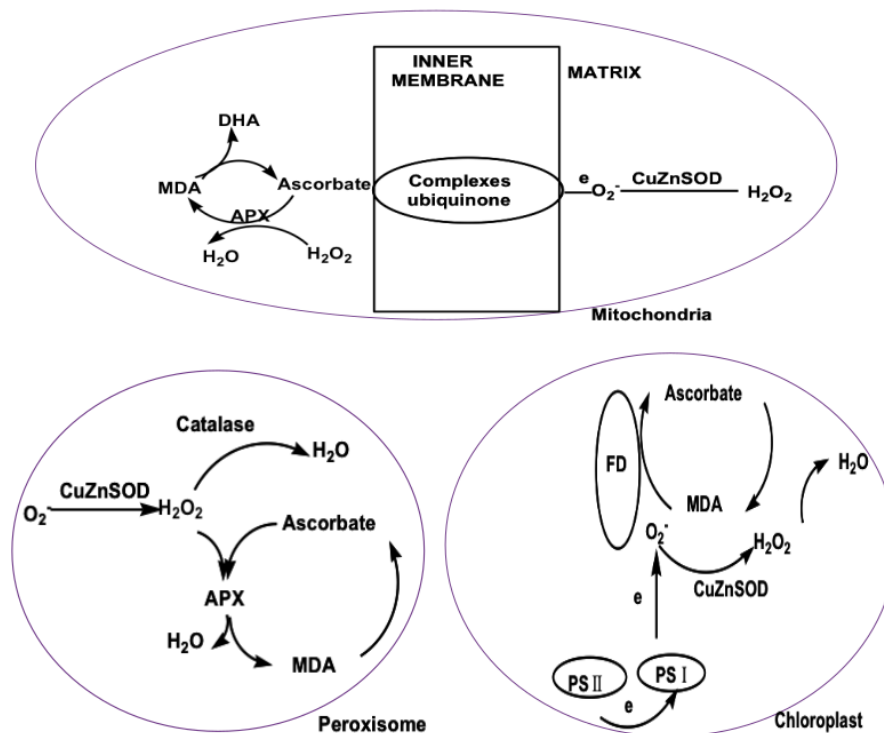 INNER
MEMBRANE
MATRIX
DHA
MDA
Ascorbate
APX
H₂O
H₂O₂
Complexes
ubiquinone
e
O₂⁻
CuZnSOD
H₂O₂
Mitochondria
Catalase
H₂O
CuZnSOD
O₂⁻
H₂O₂
Ascorbate
APX
H₂O
MDA
Peroxisome
Ascorbate
FD
H₂O
MDA
O₂⁻
H₂O₂
CuZnSOD
e
PS Ⅱ
PS Ⅰ
e
Chloroplast